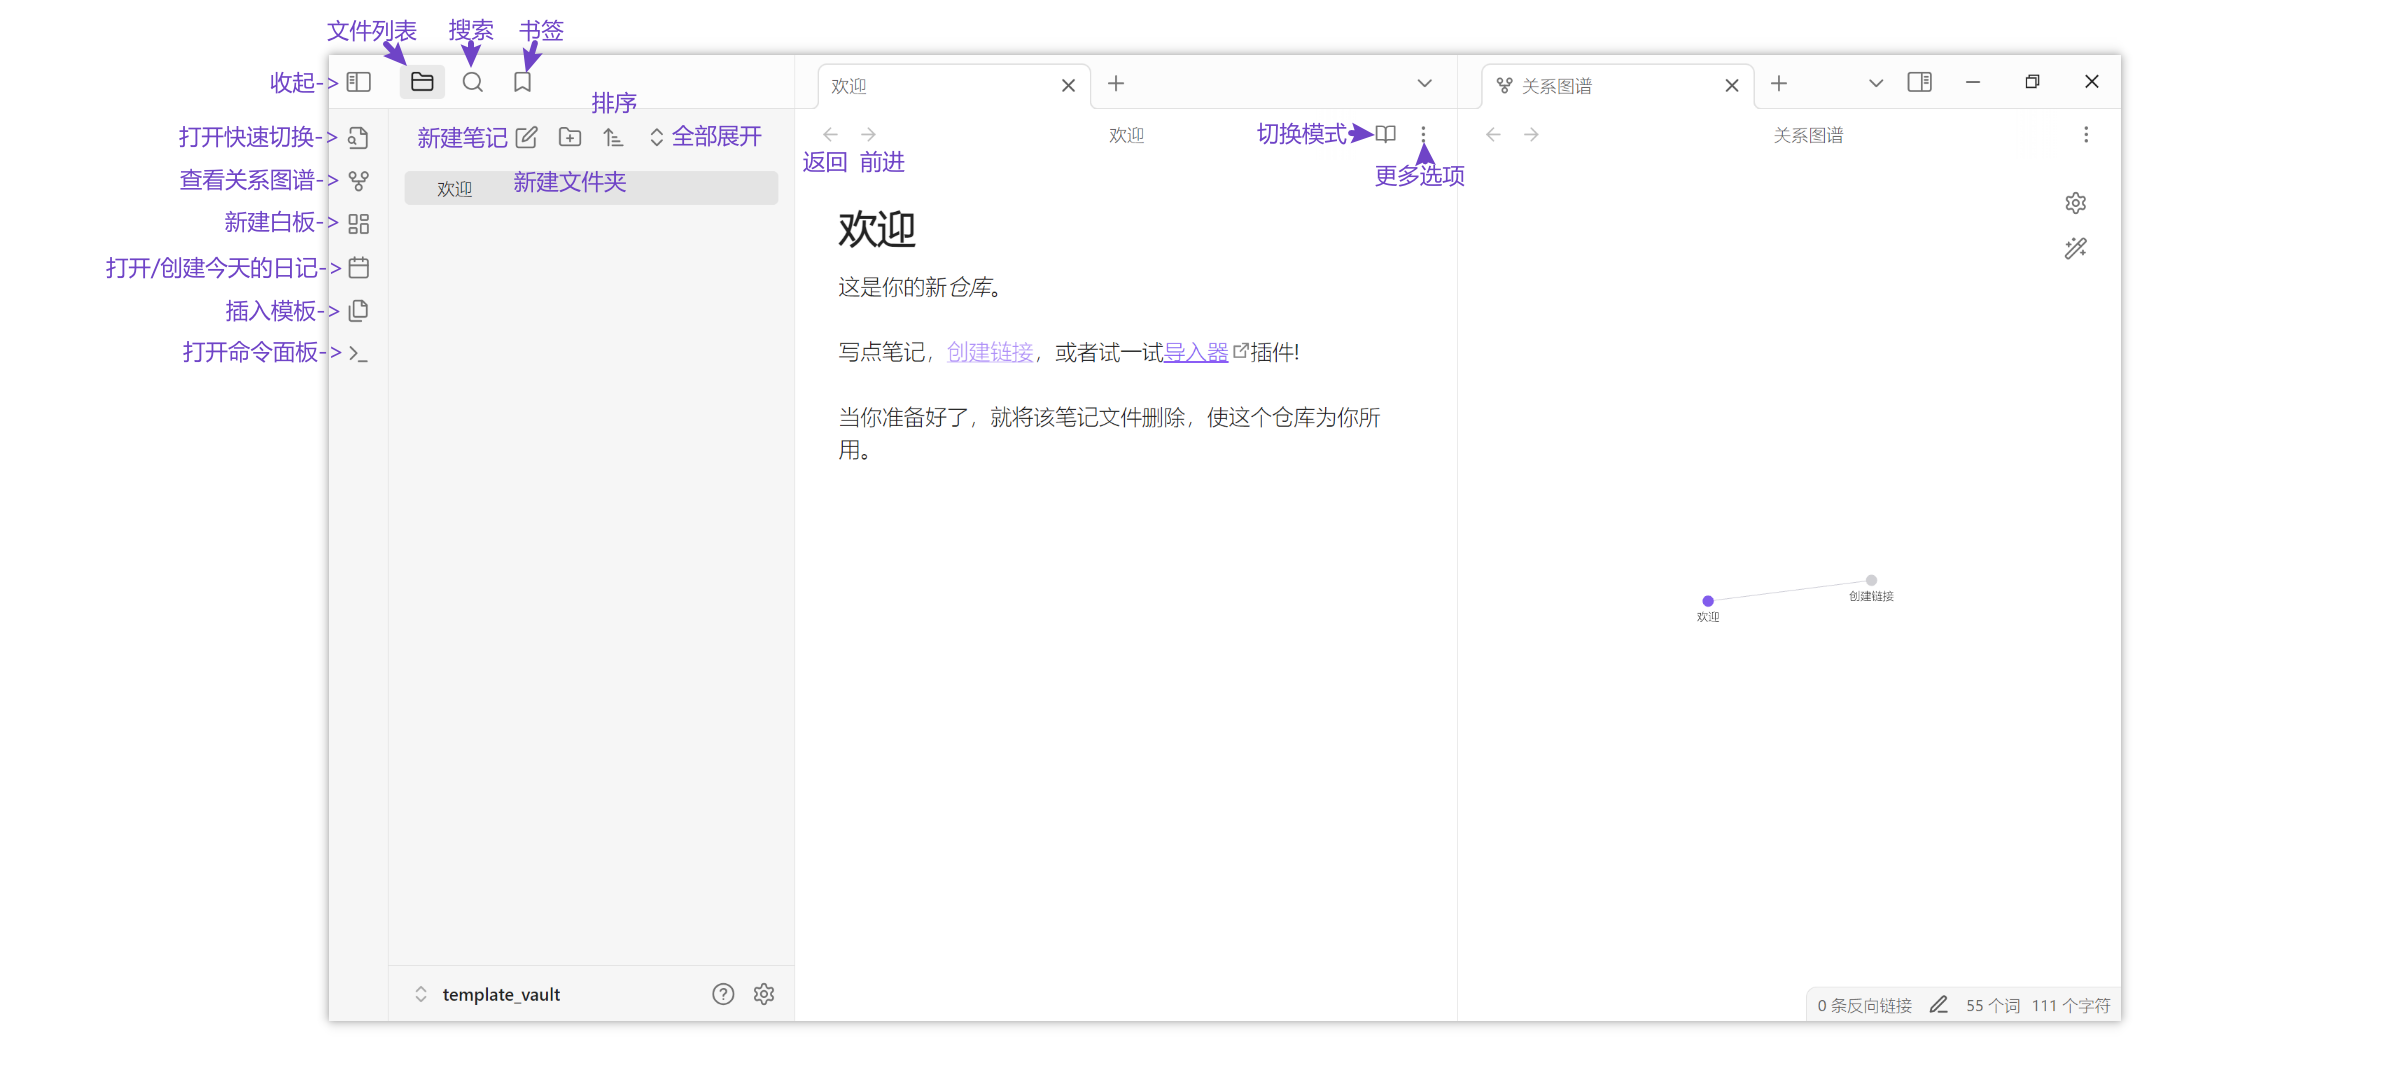 文件列表 搜索 书签
收起->
欢迎
关系图谱
排序
打开快速切换->
新建笔记
全部展开
欢迎
切换模式
关系图谱
返回 前进
更多选项
查看关系图谱->
欢迎
新建文件夹
新建白板->
欢迎
打开/创建今天的日记->
这是你的新仓库。
插入模板->
打开命令面板->
写点笔记，创建链接，或者试一试导入器插件!
当你准备好了，就将该笔记文件删除，使这个仓库为你所
用。
创建链接
欢迎
template_vault
0 条反向链接 55 个词 111 个字符